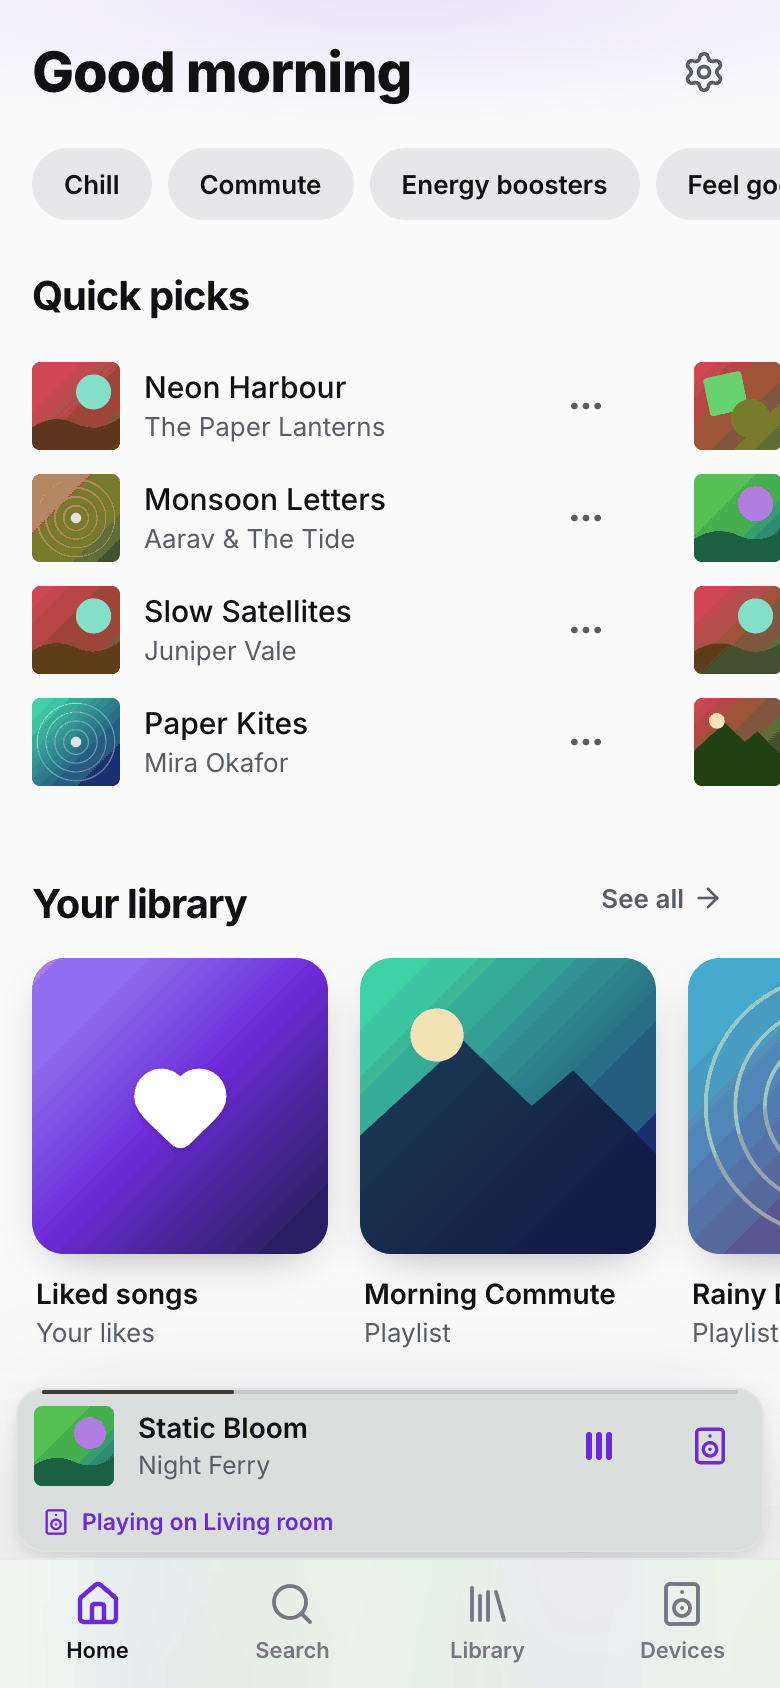 Good morning
Chill
Commute
Energy boosters
Feel
Quick picks
Neon Harbour
The Paper Lanterns
Monsoon Letters
Aarav & The Tide
Slow Satellites
Juniper Vale
Paper Kites
Mira Okafor
Your library
See all
Liked songs
Your likes
Morning Commute
Playlist
Rainy
Playlist
Static Bloom
Night Ferry
Playing on Living room
Home
Search
Library
Devices